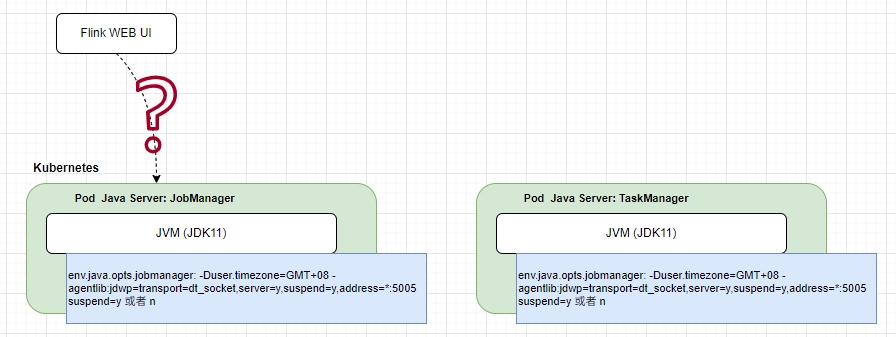 Flink WEB UI
Kubernetes
Pod Java Server: JobManager
JVM (JDK11)
env.java.opts.jobmanager: -Duser.timezone=GMT+08 -
agentlib:jdwp=transport=dt_socket,server=y,suspend=y,address=*:5005
suspend=y 或者 n
Pod Java Server: TaskManager
JVM (JDK11)
env.java.opts.jobmanager: -Duser.timezone=GMT+08 -
agentlib:jdwp=transport=dt_socket,server=y,suspend=y,address=*:5005
suspend=y 或者 n